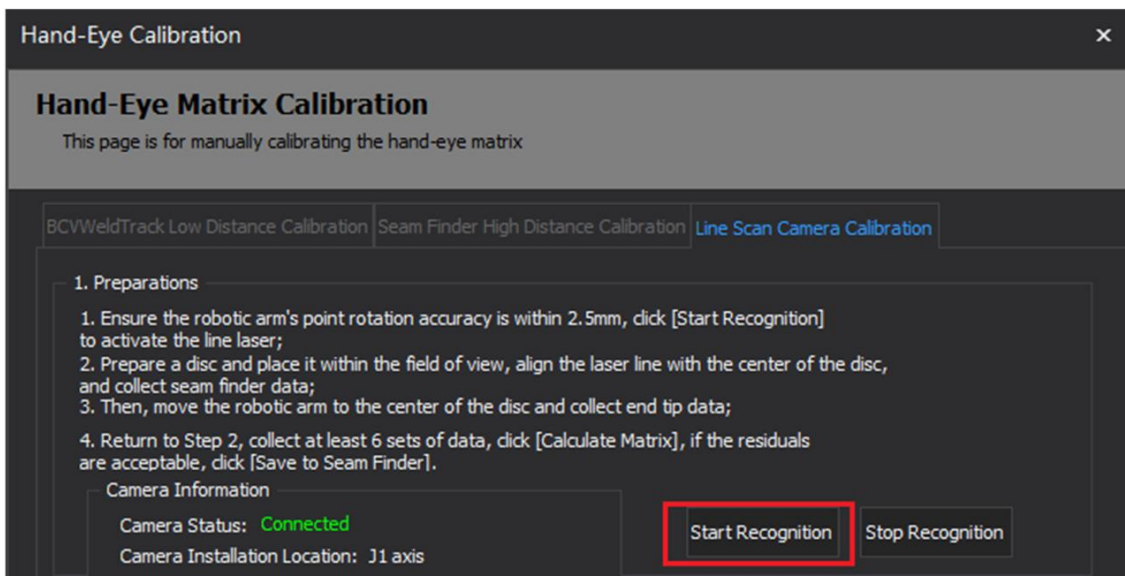 Hand-Eye Calibration ×
Hand-Eye Matrix Calibration
This page is for manually calibrating the hand-eye matrix
BCVWeldTrack Low Distance Calibration Seam Finder High Distance Calibration Line Scan Camera Calibration
1. Preparations
1. Ensure the robotic arm's point rotation accuracy is within 2.5mm, click [Start Recognition]
to activate the line laser;
2. Prepare a disc and place it within the field of view, align the laser line with the center of the disc,
and collect seam finder data;
3. Then, move the robotic arm to the center of the disc and collect end tip data;
4. Return to Step 2, collect at least 6 sets of data, click [Calculate Matrix], if the residuals
are acceptable, click [Save to Seam Finder].
Camera Information
Camera Status: Connected
Start Recognition Stop Recognition
Camera Installation Location: J1 axis